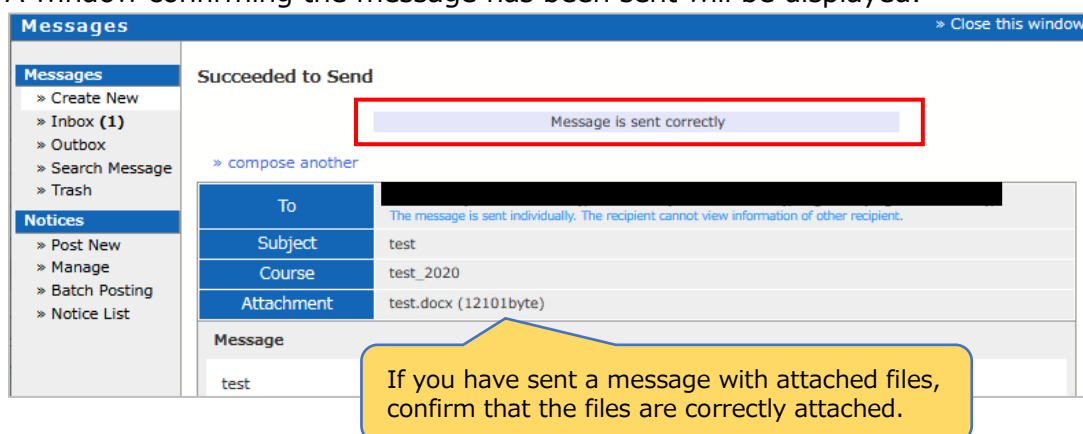 A window confirming the message has been sent will be displayed.
Messages
» Close this window
Messages
» Create New
» Inbox (1)
» Outbox
» Search Message
» Trash
Notices
» Post New
» Manage
» Batch Posting
» Notice List
Succeeded to Send
Message is sent correctly
» compose another
To
The message is sent individually. The recipient cannot view information of other recipient.
Subject
test
Course
test_2020
Attachment
test.docx (12101byte)
Message
test
If you have sent a message with attached files,
confirm that the files are correctly attached.